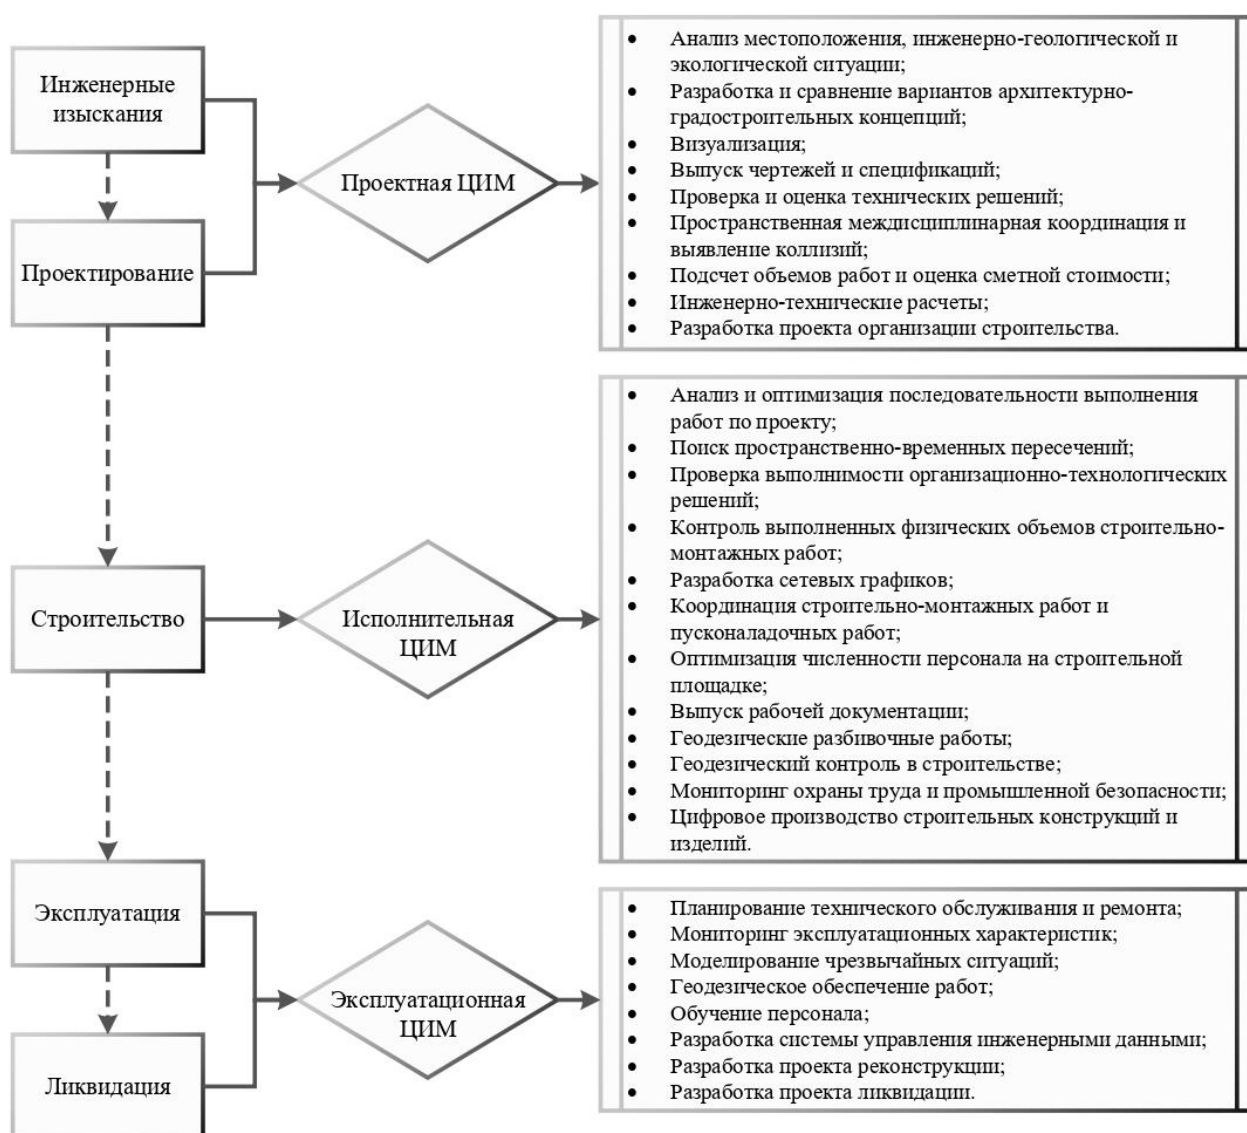 Инженерные
изыскания
Проектирование
Проектная ЦИМ
• Анализ местоположения, инженерно-геологической и
экологической ситуации;
• Разработка и сравнение вариантов архитектурно-
градостроительных концепций;
• Визуализация;
• Выпуск чертежей и спецификаций;
• Проверка и оценка технических решений;
• Пространственная междисциплинарная координация и
выявление коллизий;
• Подсчет объемов работ и оценка сметной стоимости;
• Инженерно-технические расчеты;
• Разработка проекта организации строительства.
Строительство
Исполнительная
ЦИМ
• Анализ и оптимизация последовательности выполнения
работ по проекту;
• Поиск пространственно-временных пересечений;
• Проверка выполнимости организационно-технологических
решений;
• Контроль выполненных физических объемов строительно-
монтажных работ;
• Разработка сетевых графиков;
• Координация строительно-монтажных работ и
пусконаладочных работ;
• Оптимизация численности персонала на строительной
площадке;
• Выпуск рабочей документации;
• Геодезические разбивочные работы;
• Геодезический контроль в строительстве;
• Мониторинг охраны труда и промышленной безопасности;
• Цифровое производство строительных конструкций и
изделий.
Эксплуатация
Ликвидация
Эксплуатационная
ЦИМ
• Планирование технического обслуживания и ремонта;
• Мониторинг эксплуатационных характеристик;
• Моделирование чрезвычайных ситуаций;
• Геодезическое обеспечение работ;
• Обучение персонала;
• Разработка системы управления инженерными данными;
• Разработка проекта реконструкции;
• Разработка проекта ликвидации.